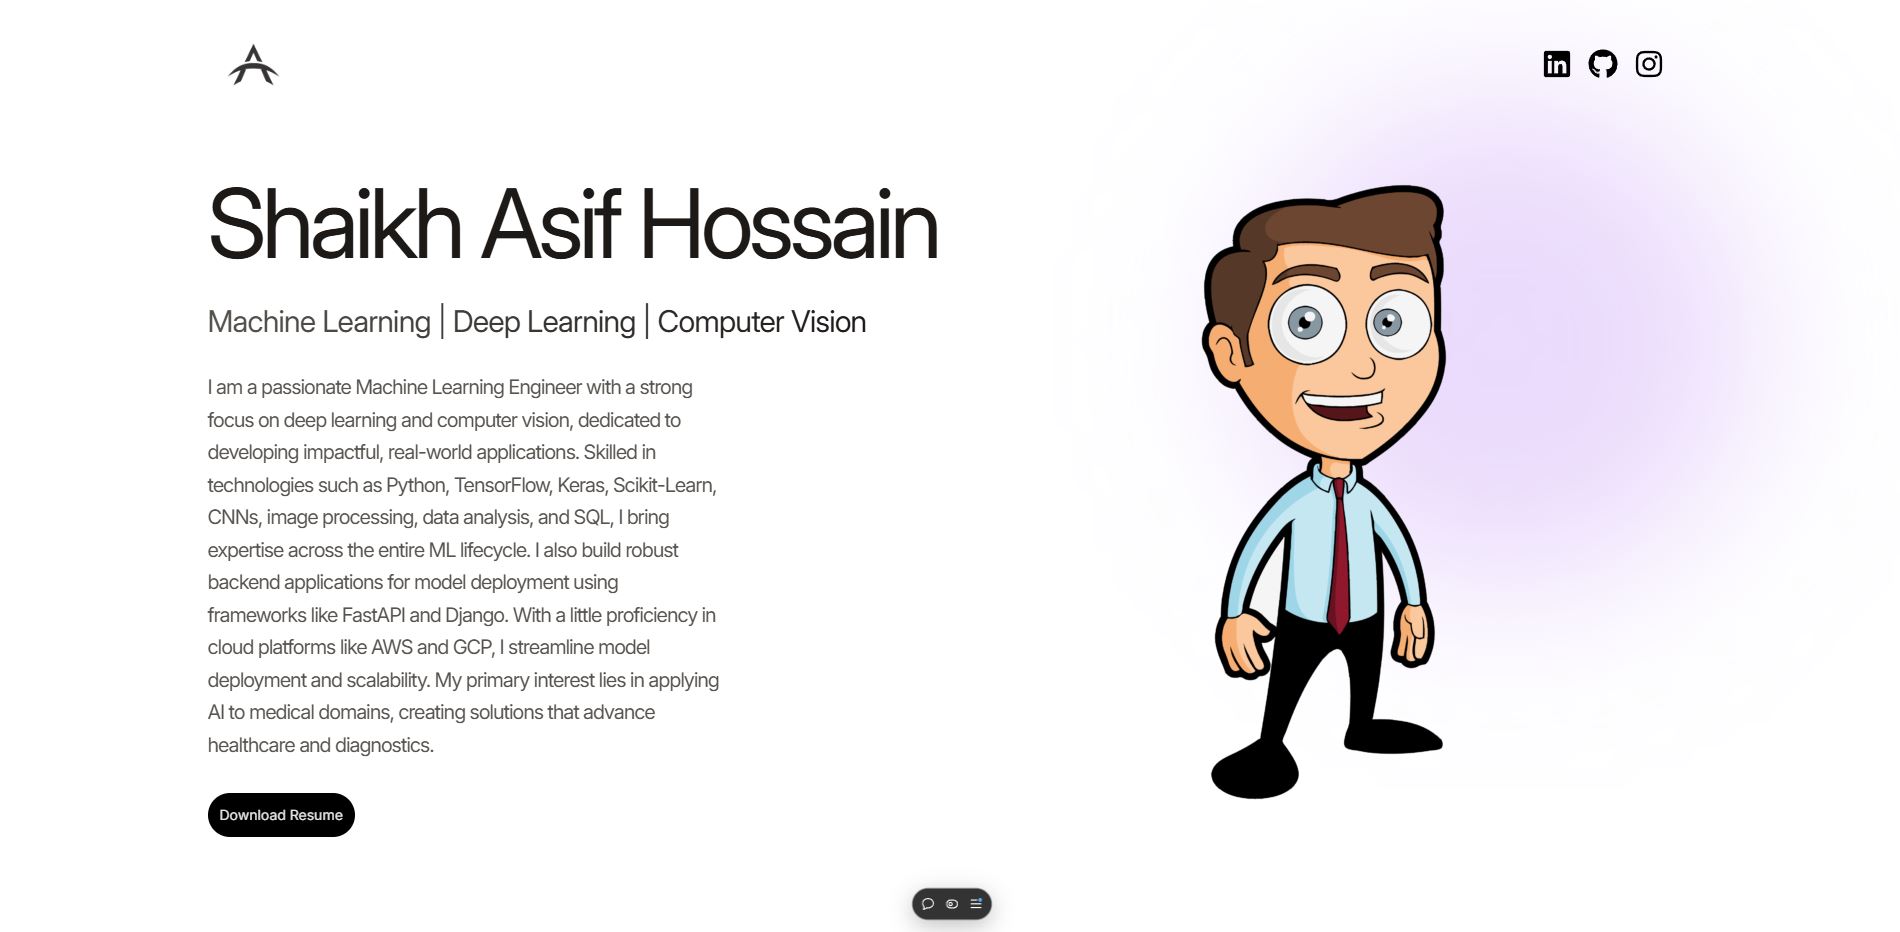 Shaikh Asif Hossain
Machine Learning | Deep Learning | Computer Vision
I am a passionate Machine Learning Engineer with a strong
focus on deep learning and computer vision, dedicated to
developing impactful, real-world applications. Skilled in
technologies such as Python, TensorFlow, Keras, Scikit-Learn,
CNNs, image processing, data analysis, and SQL, I bring
expertise across the entire ML lifecycle. I also build robust
backend applications for model deployment using
frameworks like FastAPI and Django. With a little proficiency in
cloud platforms like AWS and GCP, I streamline model
deployment and scalability. My primary interest lies in applying
AI to medical domains, creating solutions that advance
healthcare and diagnostics.
Download Resume